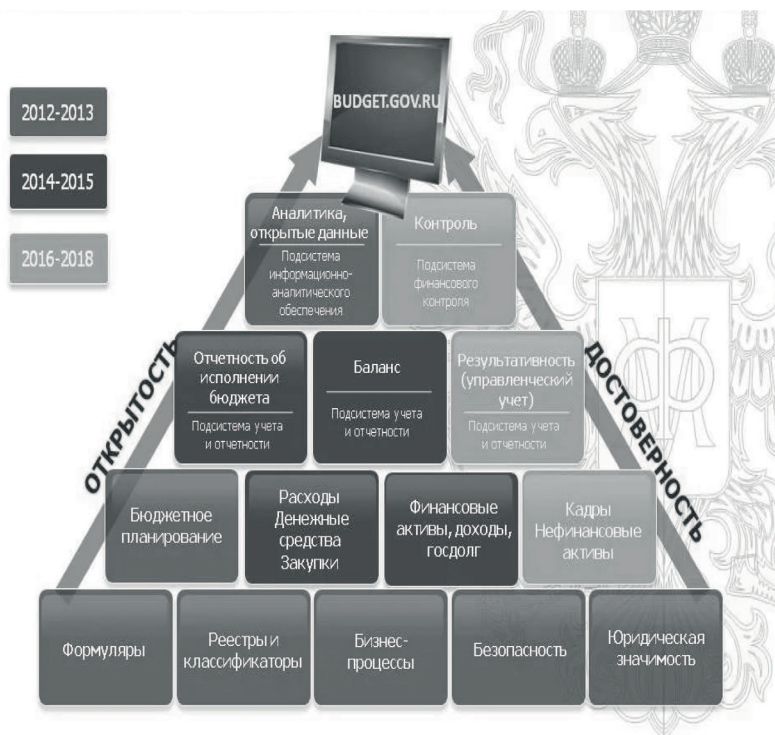 2012-2013
2014-2015
2016-2018
BUDGET.GOV.RU
ОТКРЫТОСТЬ
ДОСТОВЕРНОСТЬ
Аналитика,
открытые данные
Подсистема
информационно-
аналитического
обеспечения
Контроль
Подсистема
финансового
контроля
Отчетность об
исполнении
бюджета
Подсистема учета
и отчетности
Баланс
Подсистема учета
и отчетности
Результативность
(управленческий
учет)
Подсистема учета
и отчетности
Бюджетное
планирование
Расходы
Денежные
средства
Закупки
Финансовые
активы, доходы,
госдолг
Кадры
Нефинансовые
активы
Формуляры
Реестры и
классификаторы
Бизнес-
процессы
Безопасность
Юридическая
значимость